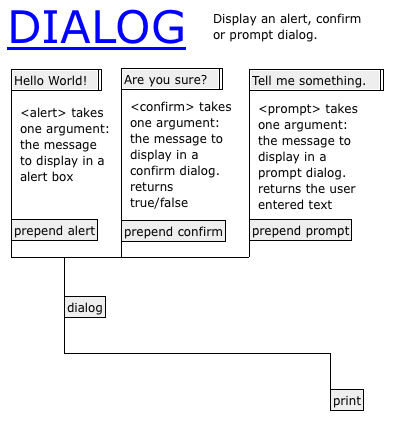 DIALOG
Display an alert, confirm
or prompt dialog.
Hello World!
Are you sure?
Tell me something.
<alert> takes
one argument:
the message
to display in a
alert box
<confirm> takes
one argument:
the message to
display in a
confirm dialog.
returns
true/false
<prompt> takes
one argument:
the message to
display in a
prompt dialog.
returns the user
entered text
prepend alert
prepend confirm
prepend prompt
dialog
print